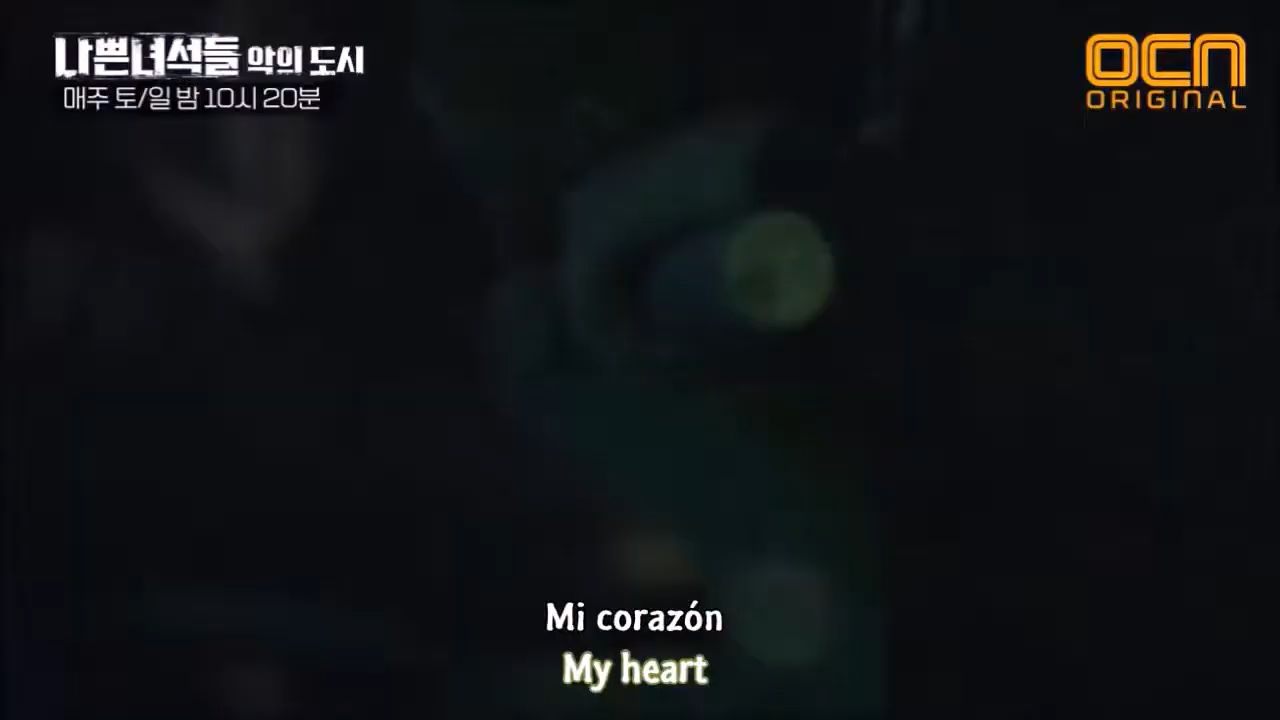 나쁜녀석들 악의 도시
매주 토/일 밤 10시 20분
OCN
ORIGINAL
Mi corazón
My heart